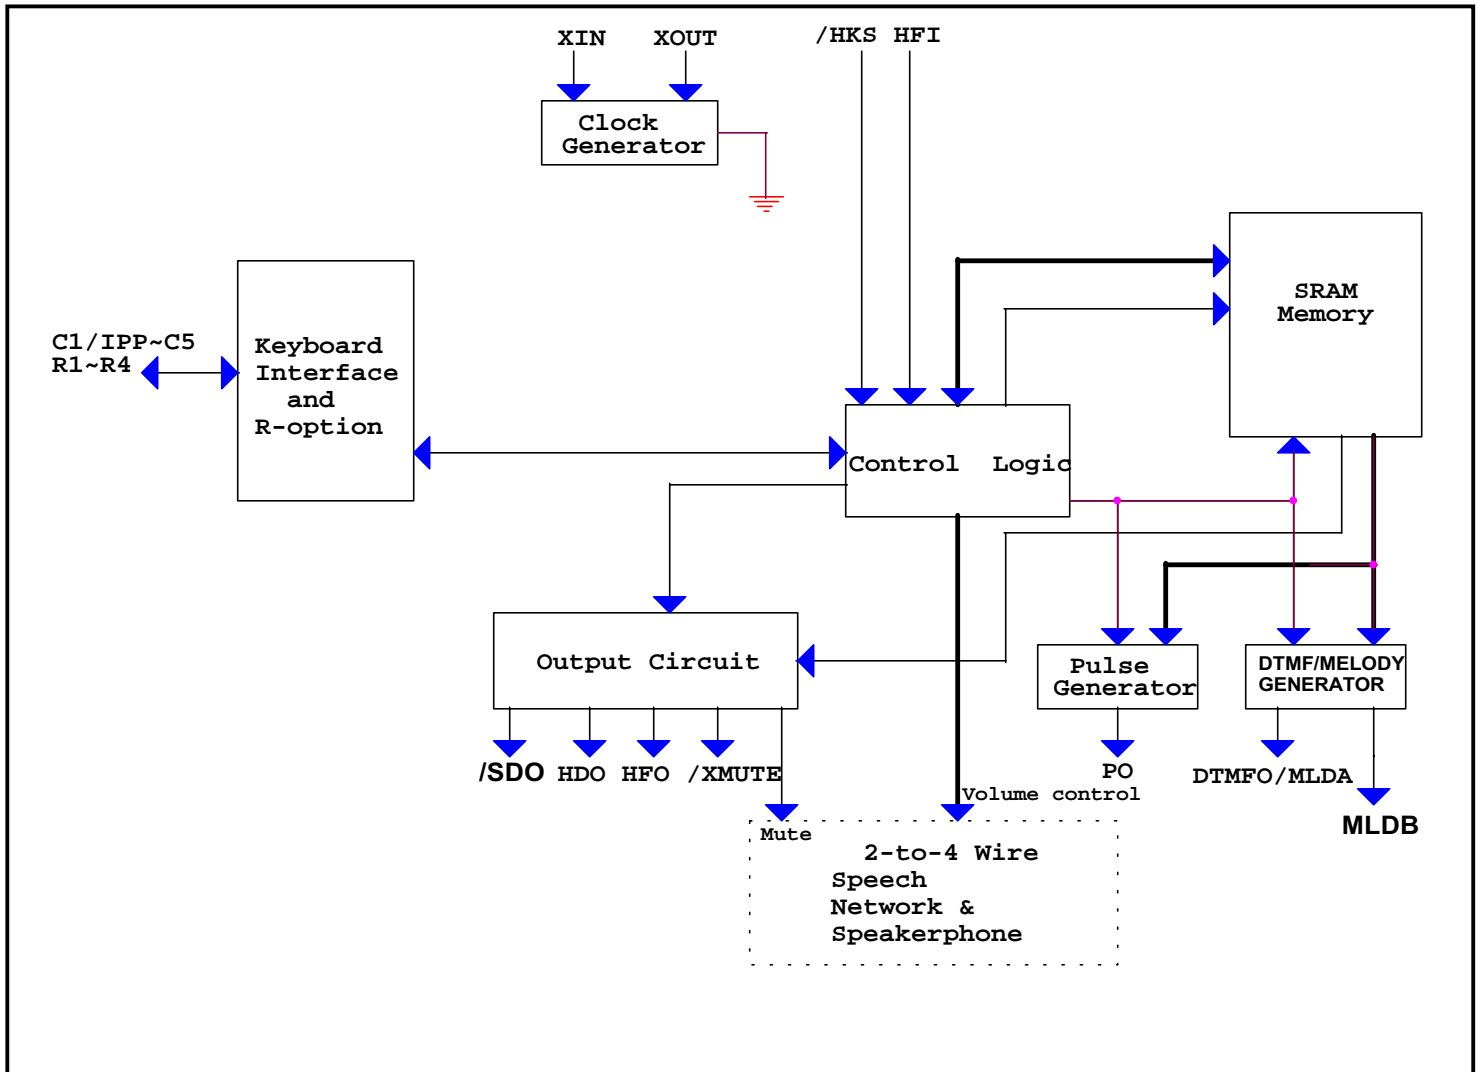 XIN XOUT /HKS HFI
Clock
Generator
SRAM
Memory
C1/IPP~C5
R1~R4
Keyboard
Interface
and
R-option
Control Logic
Output Circuit
Pulse
Generator
DTMF/MELODY
GENERATOR
/SDO HDO HFO /XMUTE
PO
DTMFO/MLDA
Volume control
MLDB
Mute
2-to-4 Wire
Speech
Network &
Speakerphone